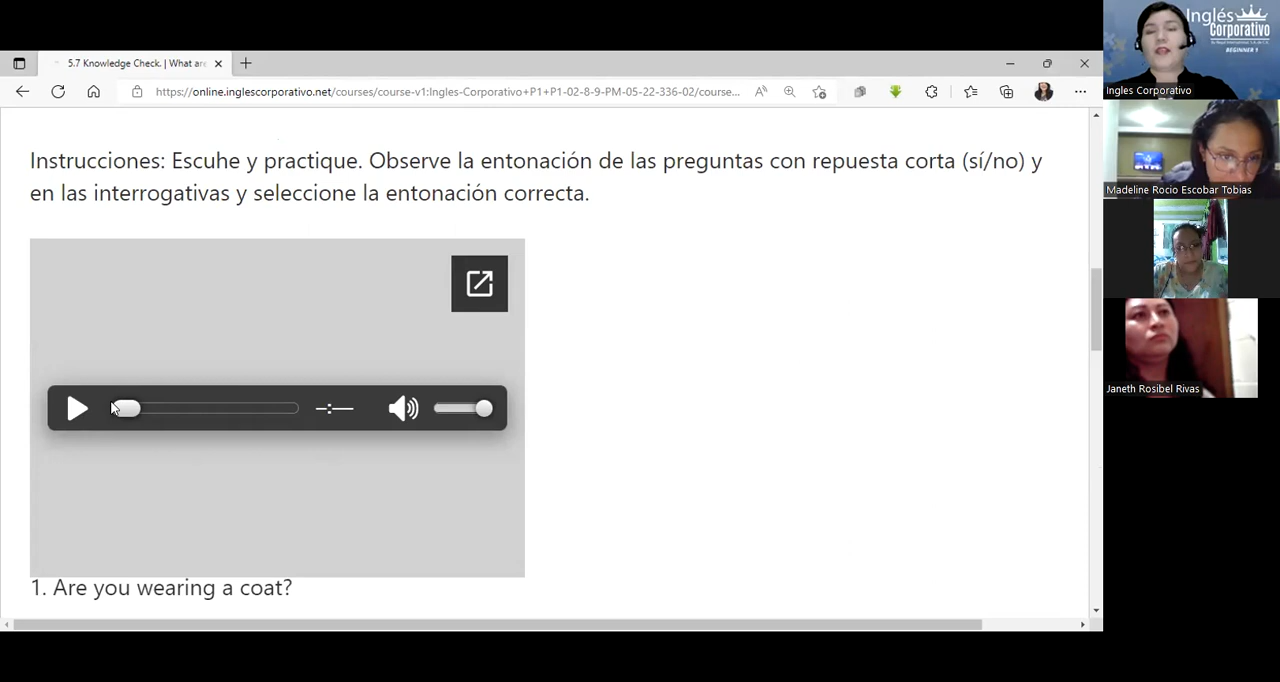 5.7 Knowledge Check. | What are
https://online.inglescorporativo.net/courses/course-v1:Ingles-Corporativo+P1+P1-02-8-9-PM-05-22-336-02/course...
Instrucciones: Escuhe y practique. Observe la entonación de las preguntas con repuesta corta (sí/no) y
en las interrogativas y seleccione la entonación correcta.
1. Are you wearing a coat?
Inglés
Corporativo
BEGINNER 1
Ingles Corporativo
Madeline Rocio Escobar Tobias
Janeth Rosibel Rivas